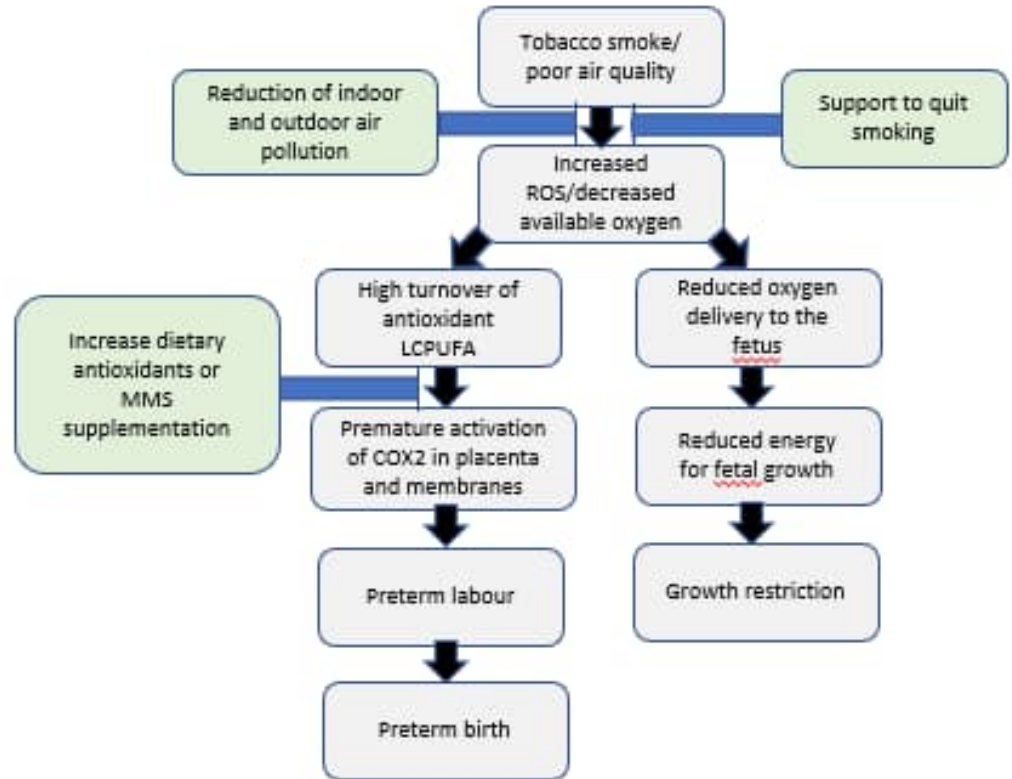 Tobacco smoke/
poor air quality
Reduction of indoor
and outdoor air
pollution
Support to quit
smoking
Increased
ROS/decreased
available oxygen
High turnover of
antioxidant
LCPUFA
Reduced oxygen
delivery to the
fetus
Increase dietary
antioxidants or
MMS
supplementation
Premature activation
of COX2 in placenta
and membranes
Reduced energy
for fetal growth
Preterm labour
Growth restriction
Preterm birth